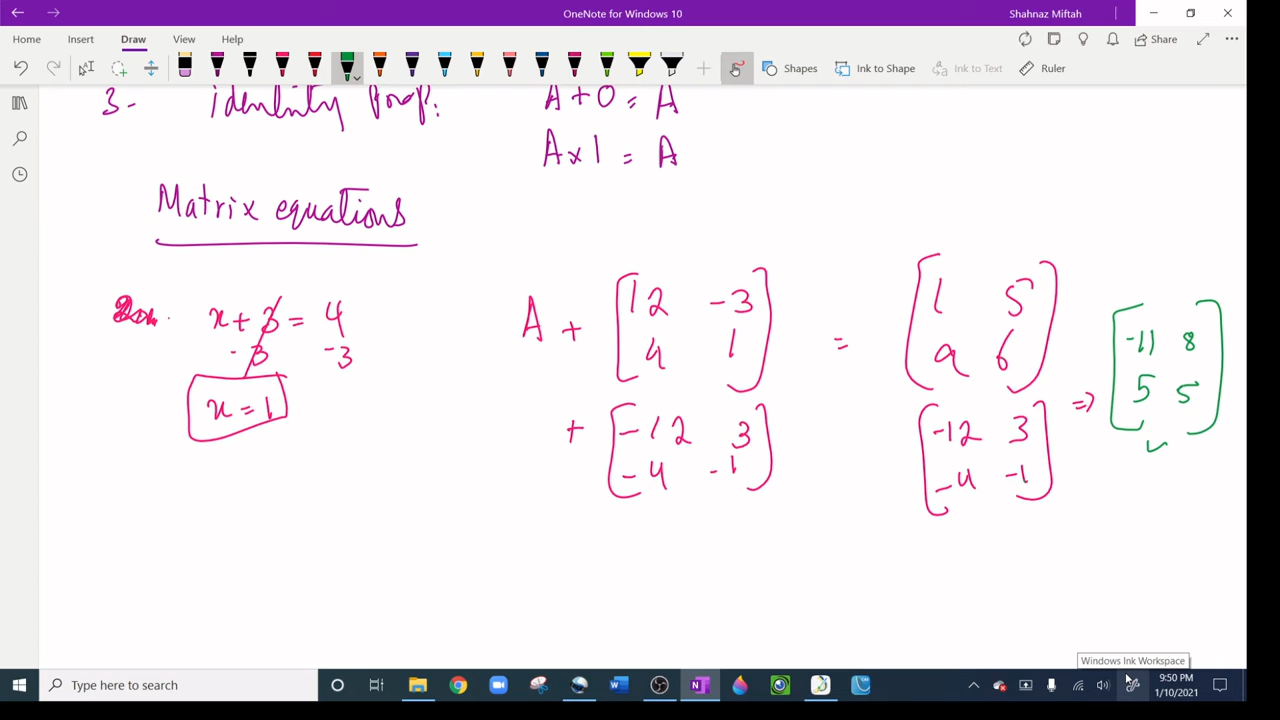 OneNote for Windows 10
Shahnaz Miftah
Home Insert Draw View Help
Share
Shapes Ink to Shape Ink to Text Ruler
3- identity prop: A + 0 = A
A x 1 = A
Matrix equations
x + 3 = 4
- 3 -3
x = 1
A + [ 12 -3 = [ 1 5
4 1 ] 9 6 ]
+ [ -12 3 [ -12 3 => [ -11 8
-4 -1 ] -4 -1 ] 5 5 ]
Windows Ink Workspace
Type here to search
9:50 PM
1/10/2021